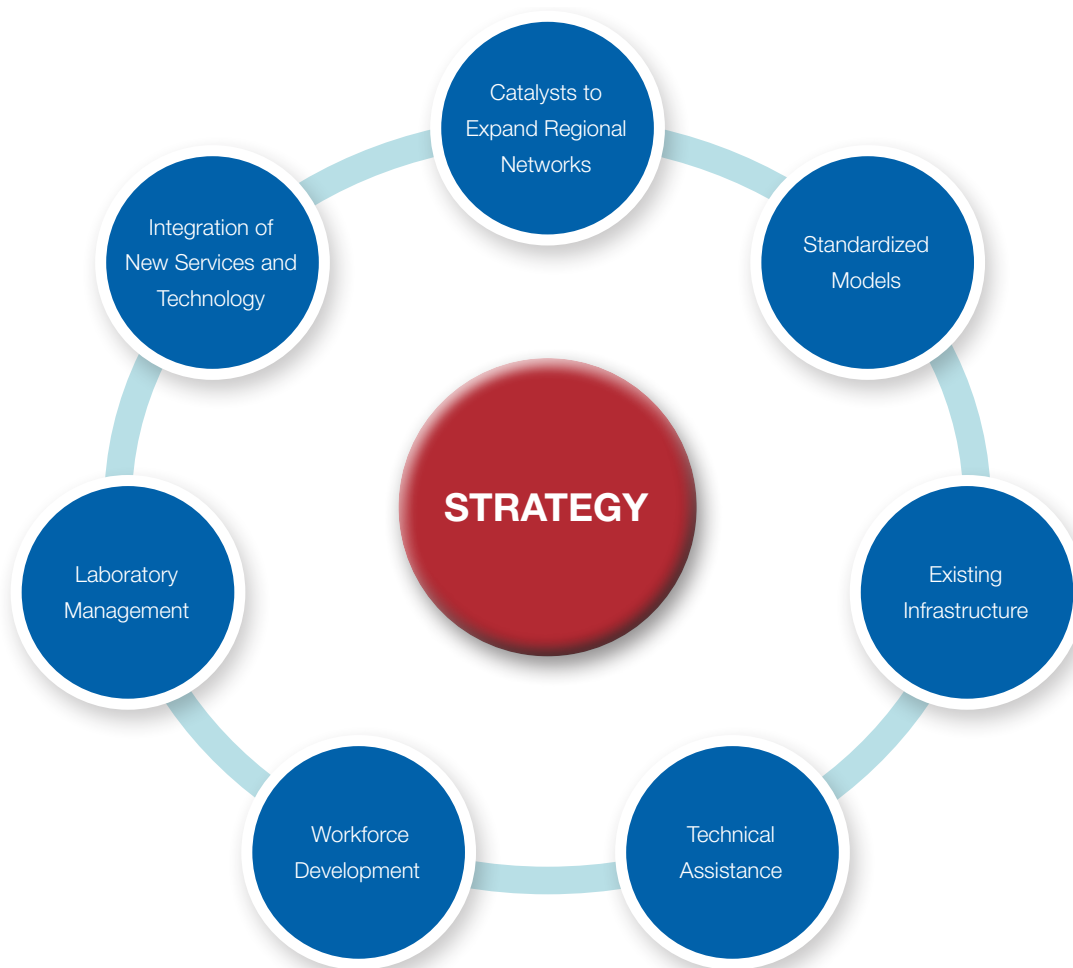 Catalysts to
Expand Regional
Networks
Integration of
New Services and
Technology
Standardized
Models
STRATEGY
Laboratory
Management
Existing
Infrastructure
Workforce
Development
Technical
Assistance